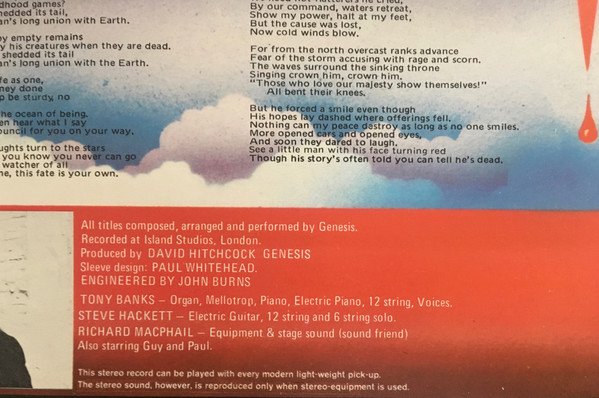 dhood games?
shedded its tail,
an's long union with Earth.
by empty remains
y his creatures when they are dead.
shedded its tail
an's long union with the Earth.
fe as one,
ney done
p be sturdy, no
the ocean of being.
en hear what I say
ouncil for you on your way,
ughts turn to the stars
you know you never can go
watcher of all
ne, this fate is your own.
By our command, waters retreat,
Show my power, halt at my feet,
But the cause was lost,
Now cold winds blow.
For from the north overcast ranks advance
Fear of the storm accusing with rage and scorn.
The waves surround the sinking throne
Singing crown him, crown him.
"Those who love our majesty show themselves!"
All bent their knees.
But he forced a smile even though
His hopes lay dashed where offerings fell.
Nothing can my peace destroy as long as no one smiles.
More opened ears and opened eyes,
And soon they dared to laugh.
See a little man with his face turning red
Though his story's often told you can tell he's dead.
All titles composed, arranged and performed by Genesis.
Recorded at Island Studios, London.
Produced by DAVID HITCHCOCK GENESIS
Sleeve design: PAUL WHITEHEAD.
ENGINEERED BY JOHN BURNS
TONY BANKS – Organ, Mellotrop, Piano, Electric Piano, 12 string, Voices.
STEVE HACKETT – Electric Guitar, 12 string and 6 string solo.
RICHARD MACPHAIL – Equipment & stage sound (sound friend)
Also starring Guy and Paul.
This stereo record can be played with every modern light-weight pick-up.
The stereo sound, however, is reproduced only when stereo-equipment is used.